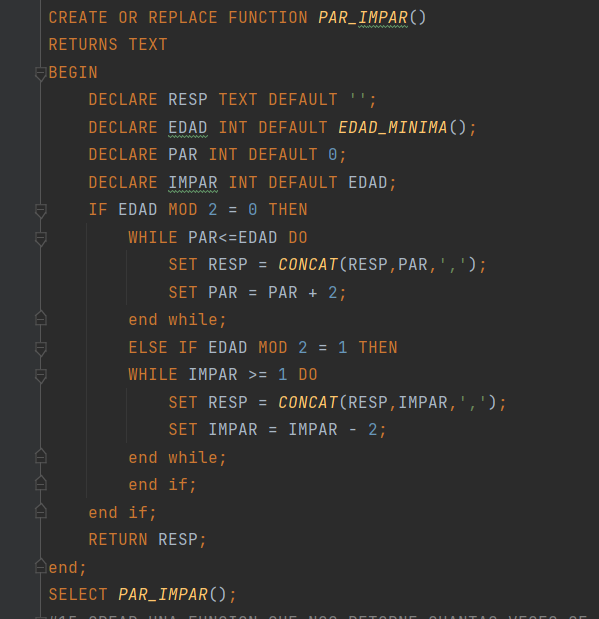 CREATE OR REPLACE FUNCTION PAR_IMPAR()
RETURNS TEXT
BEGIN
    DECLARE RESP TEXT DEFAULT '';
    DECLARE EDAD INT DEFAULT EDAD_MINIMA();
    DECLARE PAR INT DEFAULT 0;
    DECLARE IMPAR INT DEFAULT EDAD;
    IF EDAD MOD 2 = 0 THEN
        WHILE PAR<=EDAD DO
            SET RESP = CONCAT(RESP,PAR,',');
            SET PAR = PAR + 2;
        end while;
        ELSE IF EDAD MOD 2 = 1 THEN
        WHILE IMPAR >= 1 DO
            SET RESP = CONCAT(RESP,IMPAR,',');
            SET IMPAR = IMPAR - 2;
        end while;
        end if;
    end if;
    RETURN RESP;
end;
SELECT PAR_IMPAR();